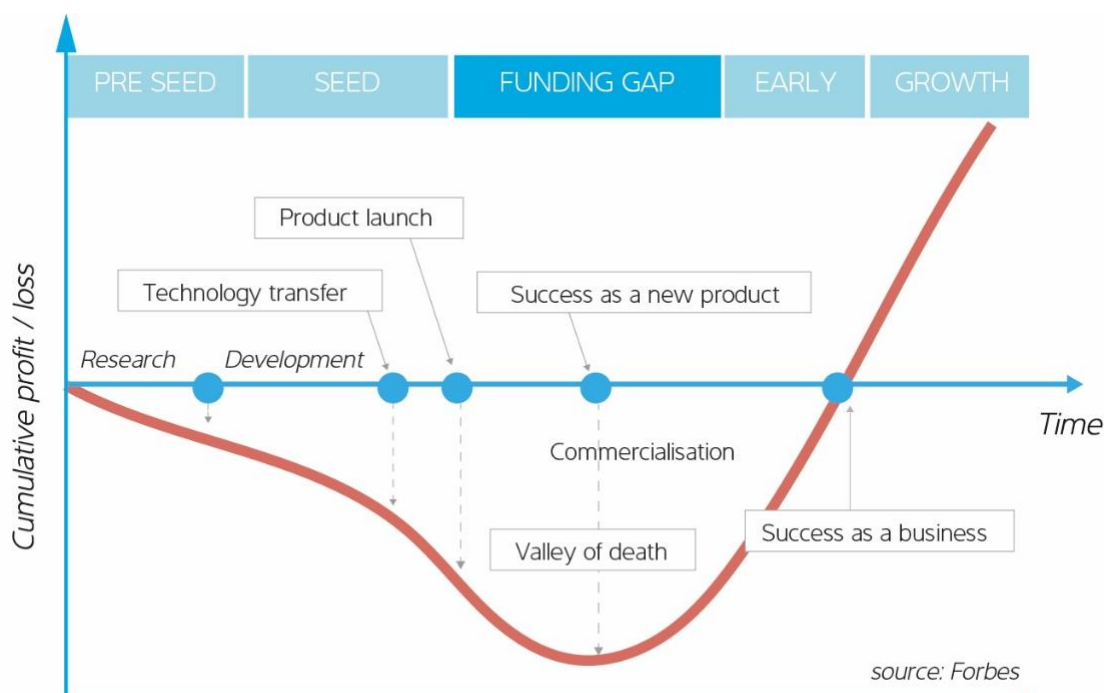 PRE SEED
SEED
FUNDING GAP
EARLY
GROWTH
Product launch
Technology transfer
Success as a new product
Research
Development
Time
Cumulative profit / loss
Commercialisation
Success as a business
Valley of death
source: Forbes